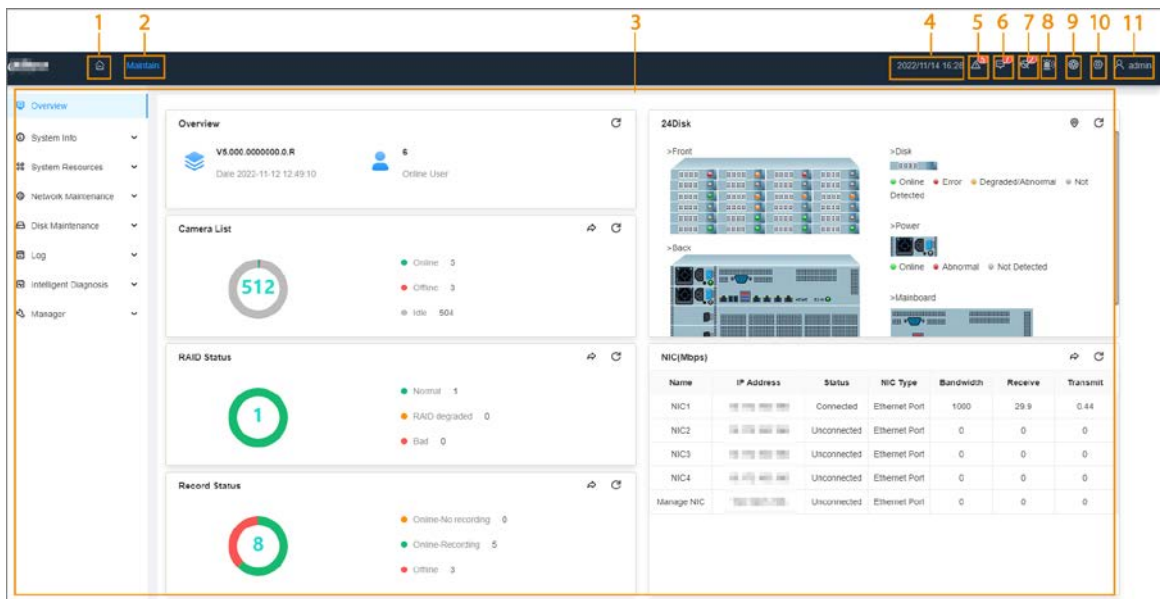 1 2 3 4 5 6 7 8 9 10 11
Maintain 2022/11/14 16:28 admin
Overview
System Info
System Resources
Network Maintenance
Disk Maintenance
Log
Intelligent Diagnosis
Manager
Overview
V5.000.0000000.0.R
Date 2022-11-12 12:49:10
6
Online User
Camera List
512
Online 5
Offline 3
Idle 504
RAID Status
1
Normal 1
RAID degraded 0
Bad 0
Record Status
8
Online-No recording 0
Online-Recording 5
Offline 3
24Disk
>Front
>Back
>Disk
Online Error Degraded/Abnormal Not
Detected
>Power
Online Abnormal Not Detected
>Mainboard
NIC(Mbps)
Name IP Address Status NIC Type Bandwidth Receive Transmit
NIC1 Connected Ethernet Port 1000 29.9 0.44
NIC2 Unconnected Ethernet Port 0 0 0
NIC3 Unconnected Ethernet Port 0 0 0
NIC4 Unconnected Ethernet Port 0 0 0
Manage NIC Unconnected Ethernet Port 0 0 0